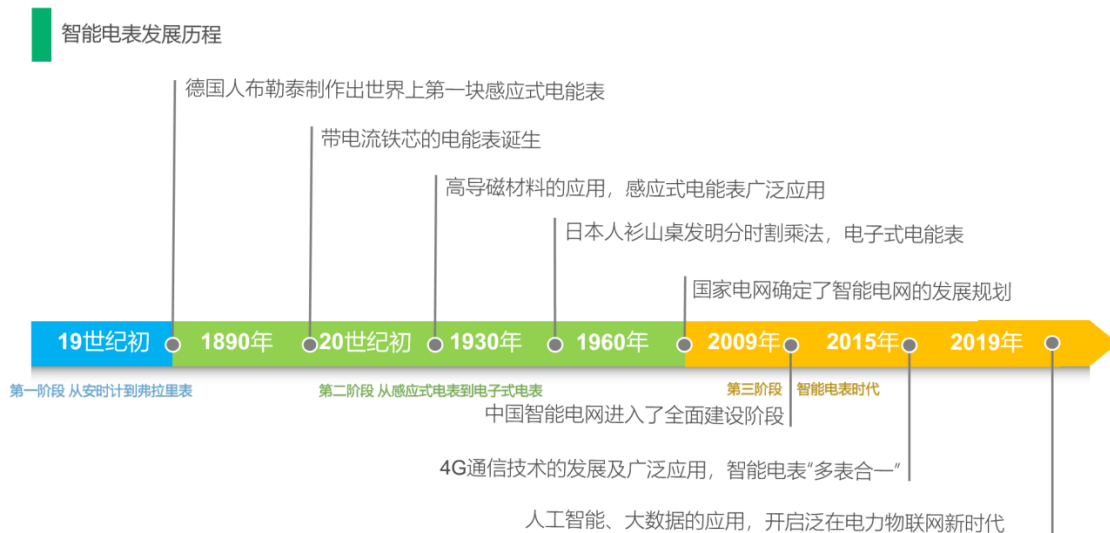 智能电表发展历程
德国人布勒泰制作出世界上第一块感应式电能表
带电流铁芯的电能表诞生
高导磁材料的应用，感应式电能表广泛应用
日本人衫山桌发明分时割乘法，电子式电能表
国家电网确定了智能电网的发展规划
19世纪初 1890年 20世纪初 1930年 1960年 2009年 2015年 2019年
第一阶段 从安时计到弗拉里表 第二阶段 从感应式电表到电子式电表 第三阶段 智能电表时代
中国智能电网进入了全面建设阶段
4G通信技术的发展及广泛应用，智能电表“多表合一”
人工智能、大数据的应用，开启泛在电力物联网新时代